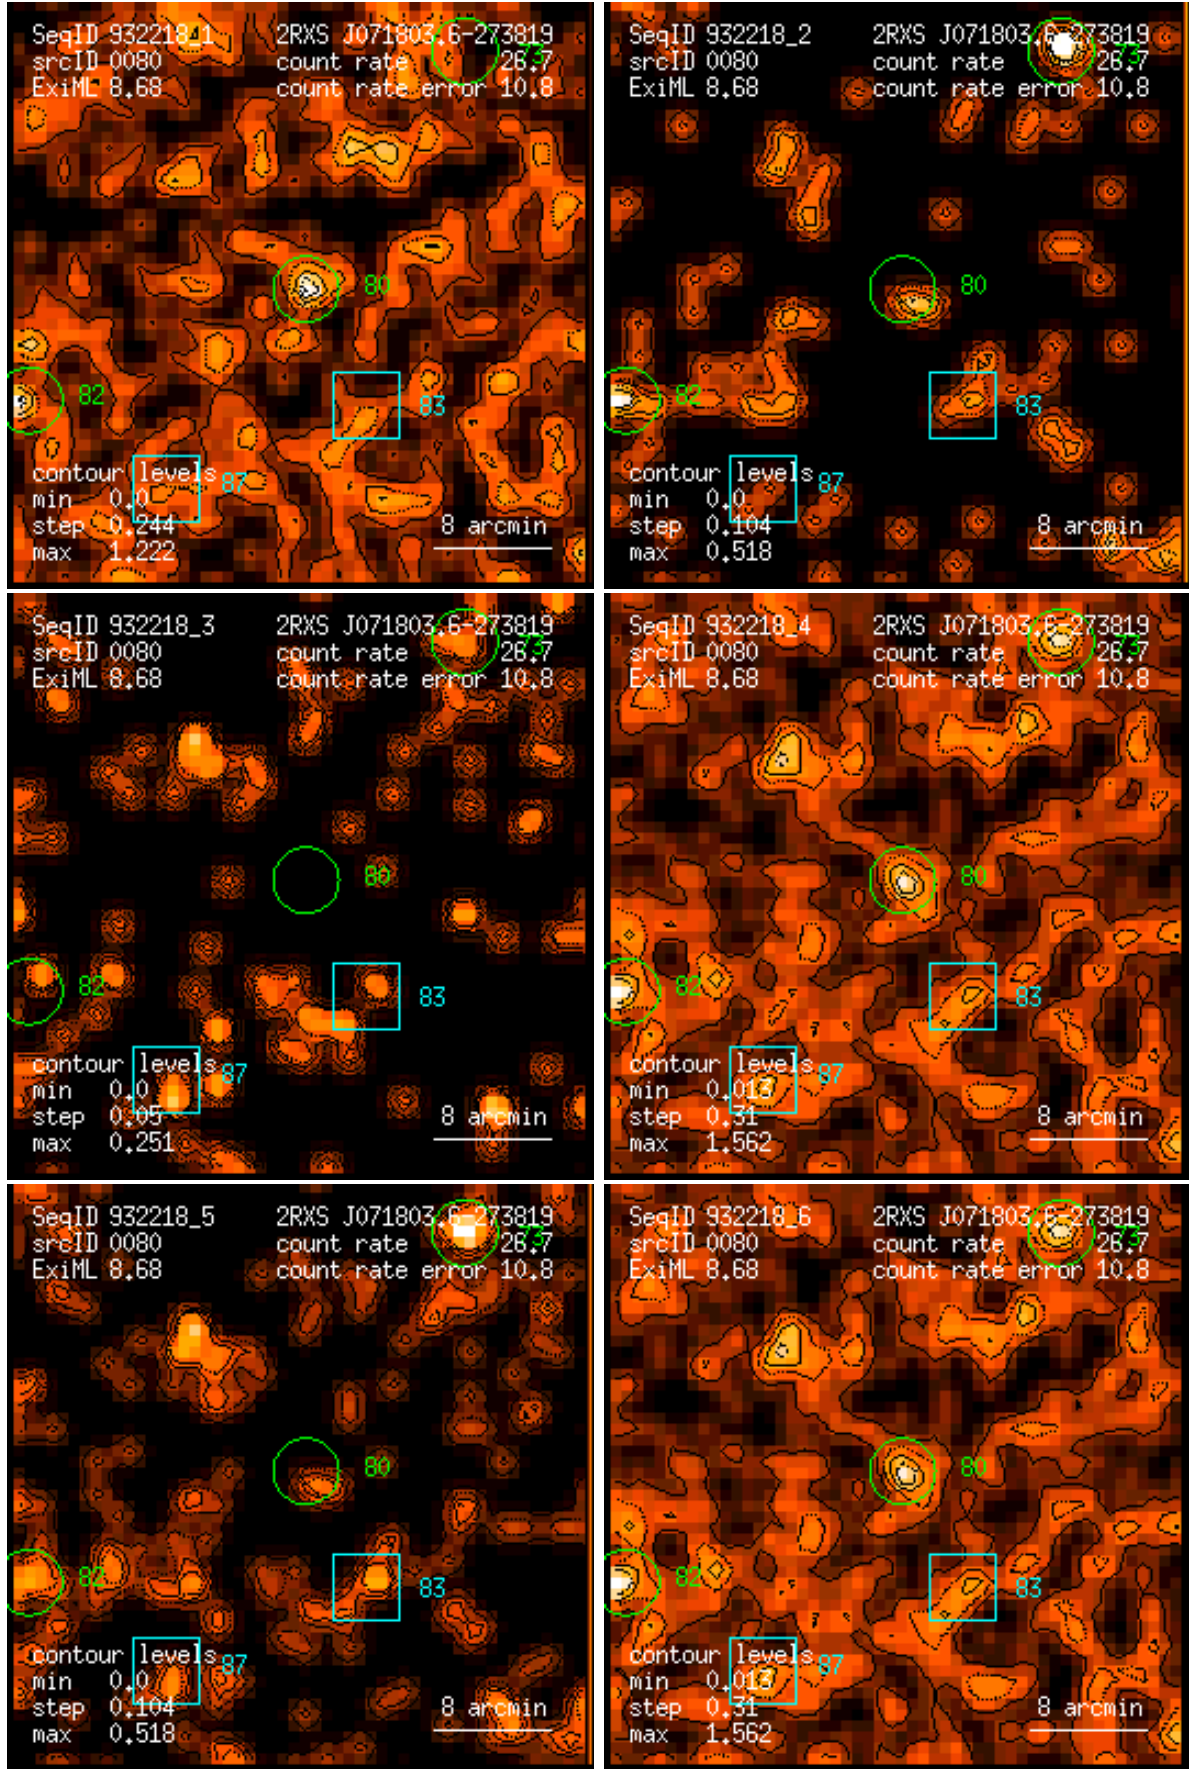 SeqID 932218_1 2RXS J071803.6-273819
srcID 0080 count rate 26.7
73
ExiML 8.68 count rate error 10.8
80
82
83
contour levels
87
min 0.0
step 0.244 8 arcmin
max 1.222
SeqID 932218_2 2RXS J071803.6-273819
srcID 0080 count rate 26.7
73
ExiML 8.68 count rate error 10.8
80
82
83
contour levels
87
min 0.0
step 0.104 8 arcmin
max 0.518
SeqID 932218_3 2RXS J071803.6-273819
srcID 0080 count rate 26.7
73
ExiML 8.68 count rate error 10.8
80
82
83
contour levels
87
min 0.0
step 0.05 8 arcmin
max 0.251
SeqID 932218_4 2RXS J071803.6-273819
srcID 0080 count rate 26.7
73
ExiML 8.68 count rate error 10.8
80
82
83
contour levels
87
min 0.013
step 0.31 8 arcmin
max 1.562
SeqID 932218_5 2RXS J071803.6-273819
srcID 0080 count rate 26.7
73
ExiML 8.68 count rate error 10.8
80
82
83
contour levels
87
min 0.0
step 0.104 8 arcmin
max 0.518
SeqID 932218_6 2RXS J071803.6-273819
srcID 0080 count rate 26.7
73
ExiML 8.68 count rate error 10.8
80
82
83
contour levels
87
min 0.013
step 0.31 8 arcmin
max 1.562